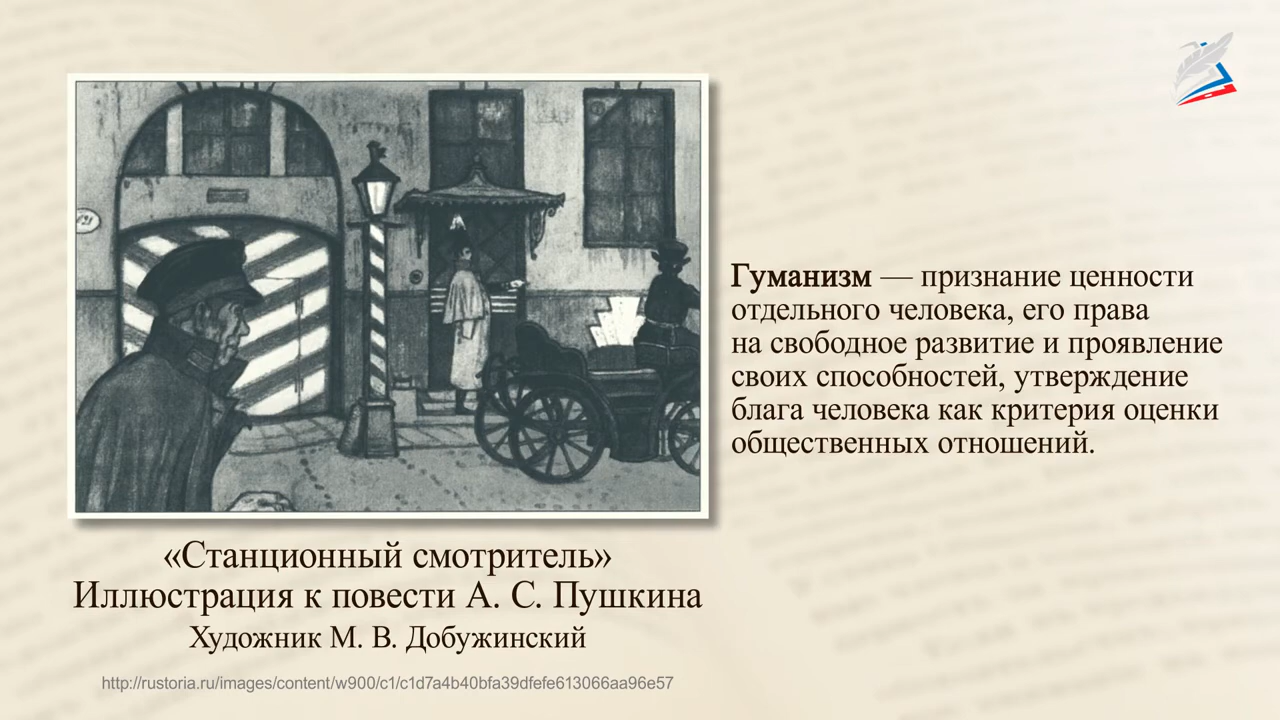 Гуманизм — признание ценности
отдельного человека, его права
на свободное развитие и проявление
своих способностей, утверждение
блага человека как критерия оценки
общественных отношений.
«Станционный смотритель»
Иллюстрация к повести А. С. Пушкина
Художник М. В. Добужинский
http://rustoria.ru/images/content/w900/c1/c1d7a4b40bfa39dfefe613066aa96e57